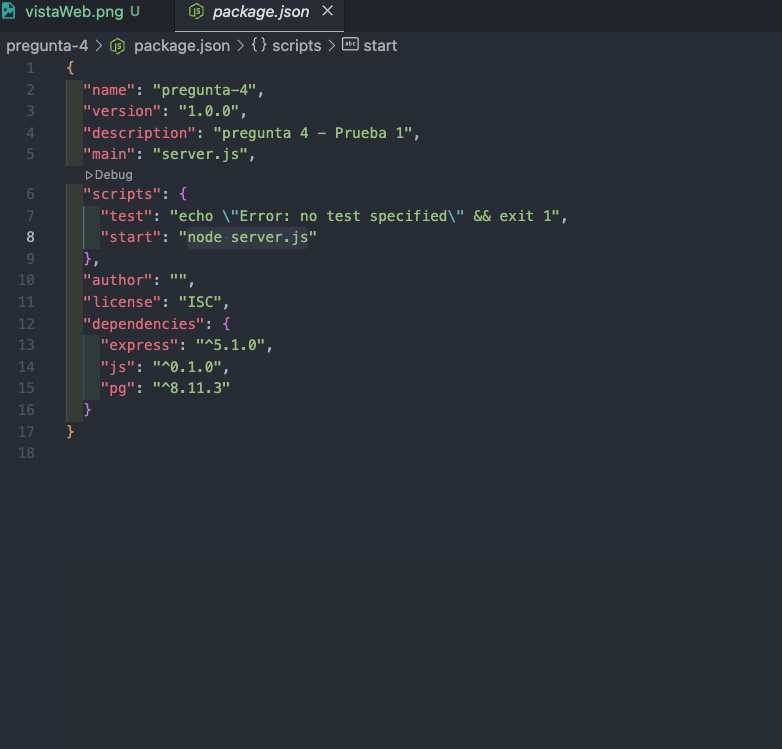 vistaWeb.png U
package.json
pregunta-4 > package.json > {} scripts > abc start
1 {
2 "name": "pregunta-4",
3 "version": "1.0.0",
4 "description": "pregunta 4 - Prueba 1",
5 "main": "server.js",
Debug
6 "scripts": {
7 "test": "echo \"Error: no test specified\" && exit 1",
8 "start": "node server.js"
9 },
10 "author": "",
11 "license": "ISC",
12 "dependencies": {
13 "express": "^5.1.0",
14 "js": "^0.1.0",
15 "pg": "^8.11.3"
16 }
17 }
18